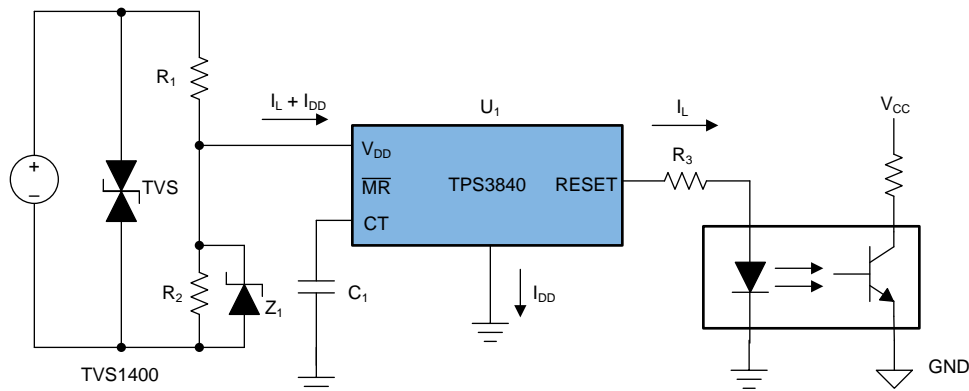 R1
IL + IDD
U1
IL
VCC
VDD
R3
+
–
TVS
MR
TPS3840
RESET
CT
R2
Z1
C1
IDD
TVS1400
GND